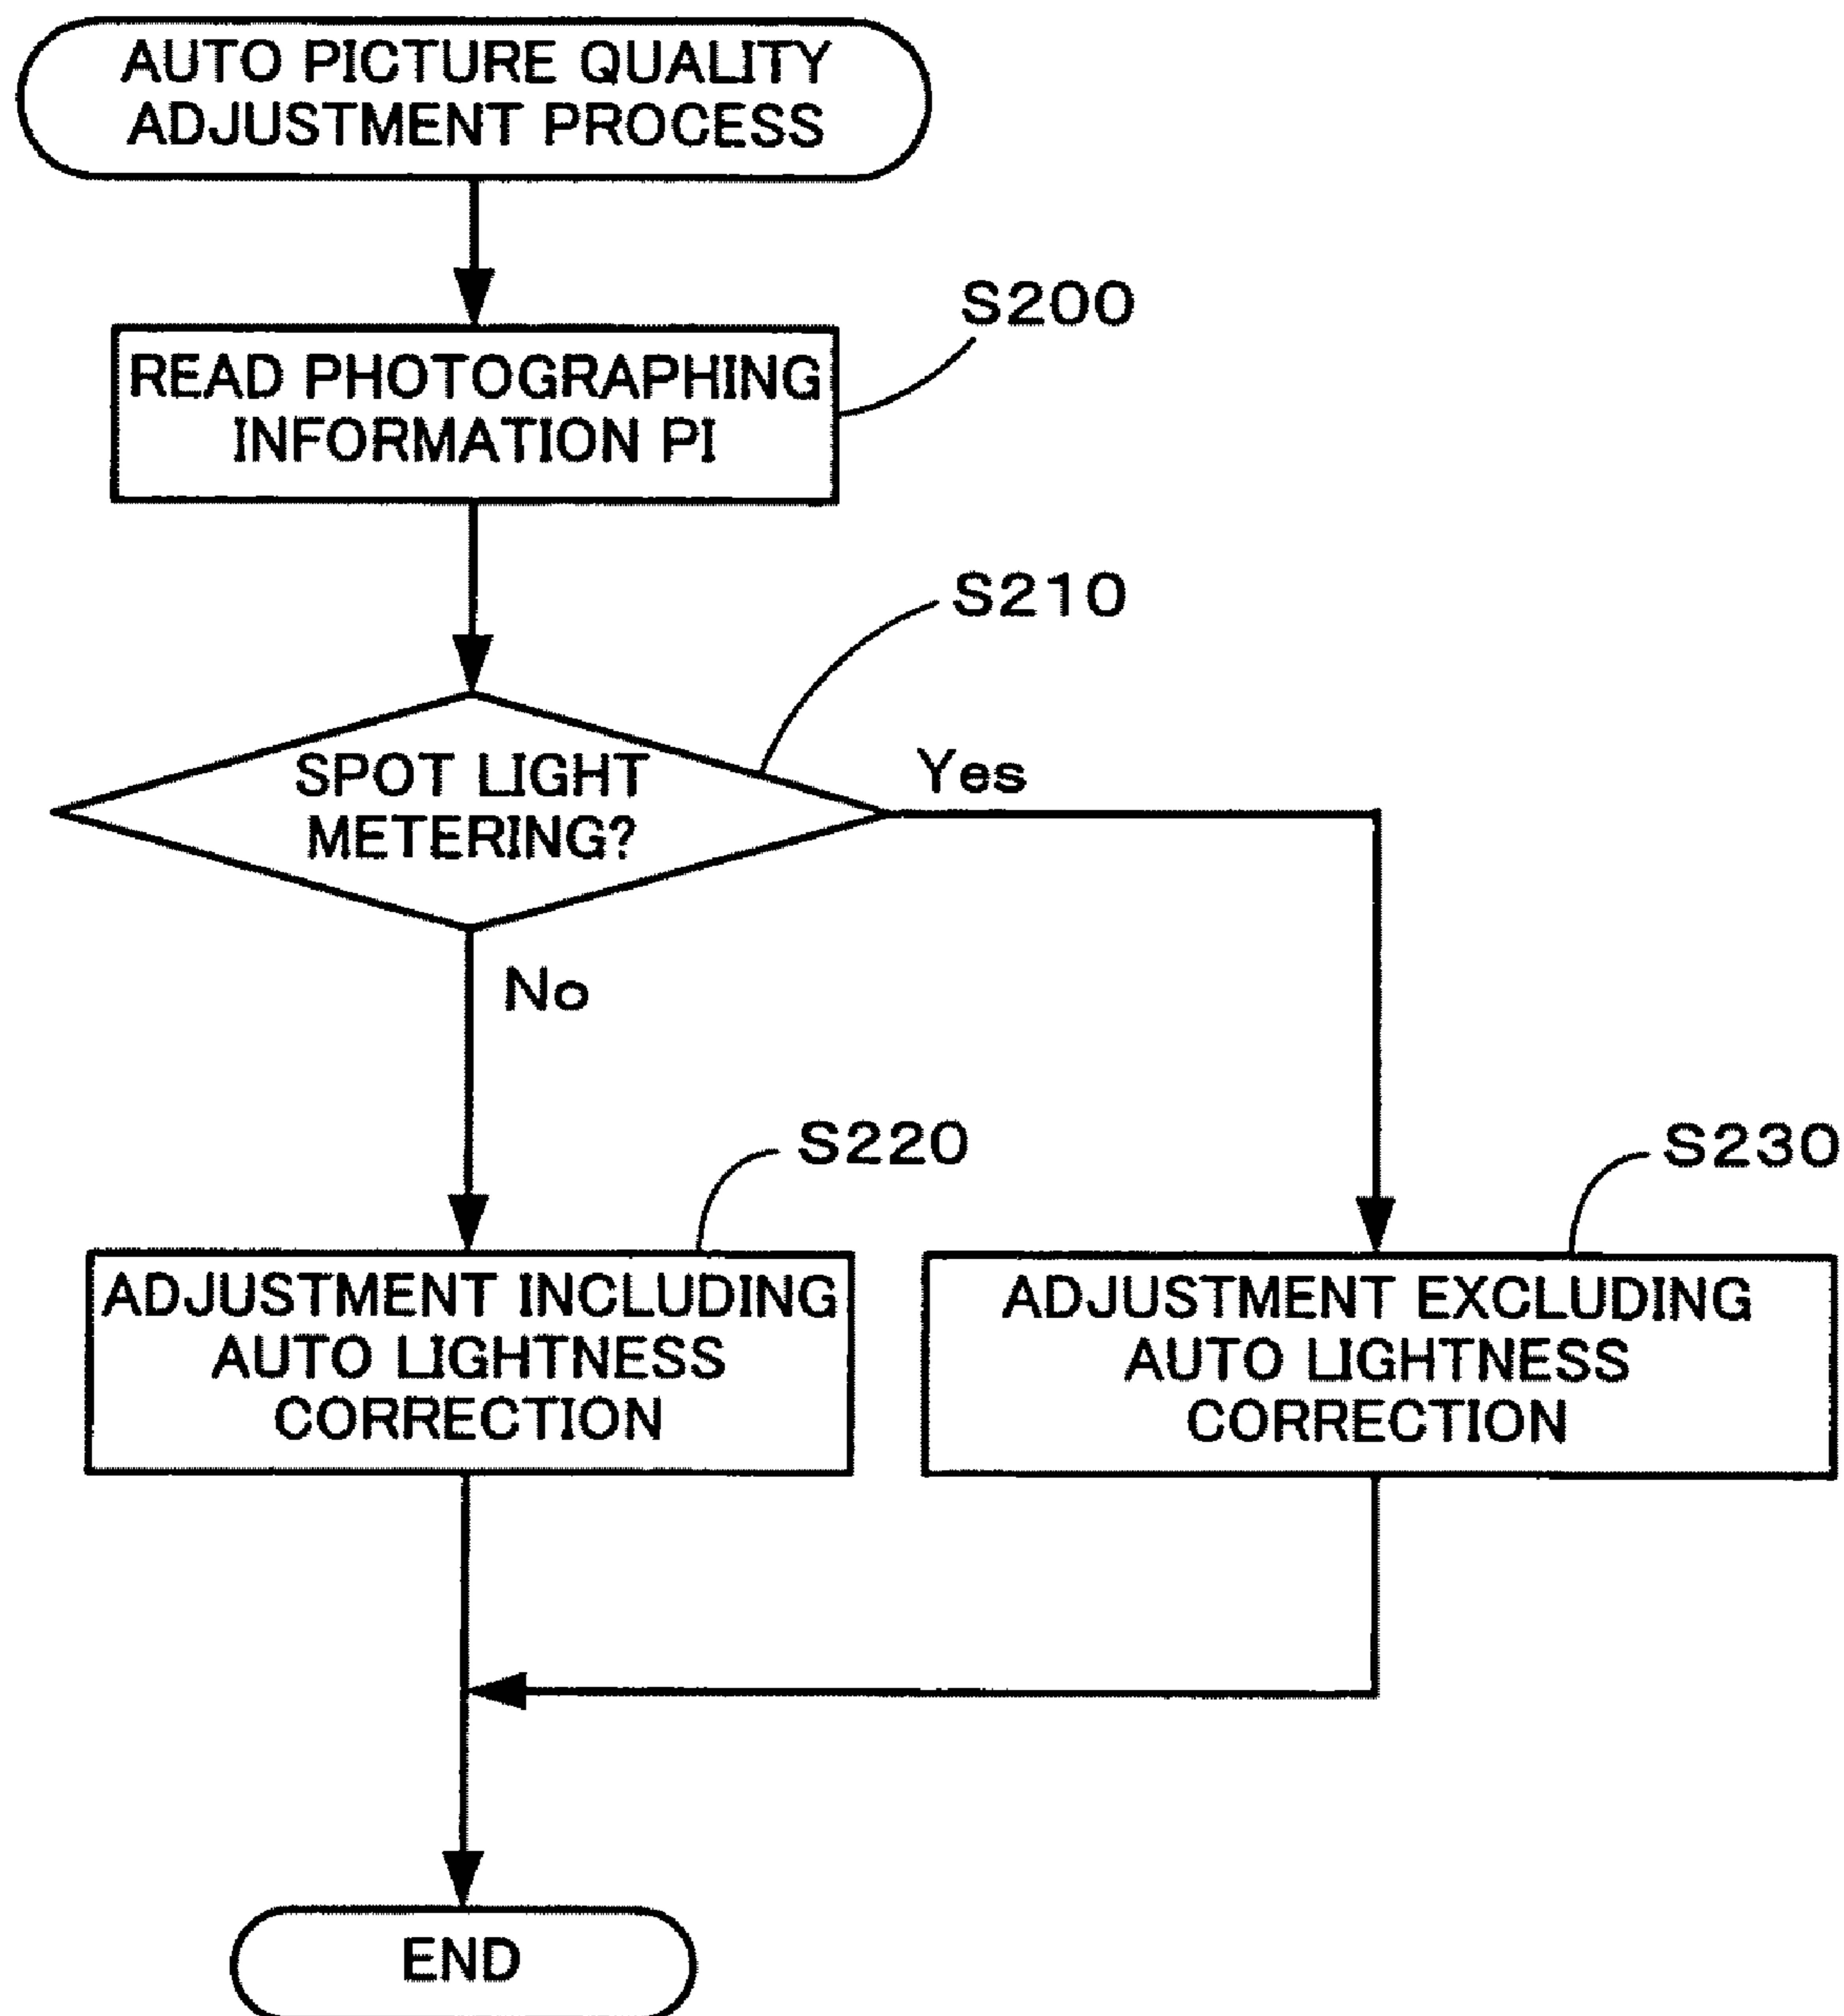 AUTO PICTURE QUALITY
ADJUSTMENT PROCESS
S200
READ PHOTOGRAPHING
INFORMATION PI
S210
SPOT LIGHT
METERING?
Yes
No
S220
S230
ADJUSTMENT INCLUDING
AUTO LIGHTNESS
CORRECTION
ADJUSTMENT EXCLUDING
AUTO LIGHTNESS
CORRECTION
END